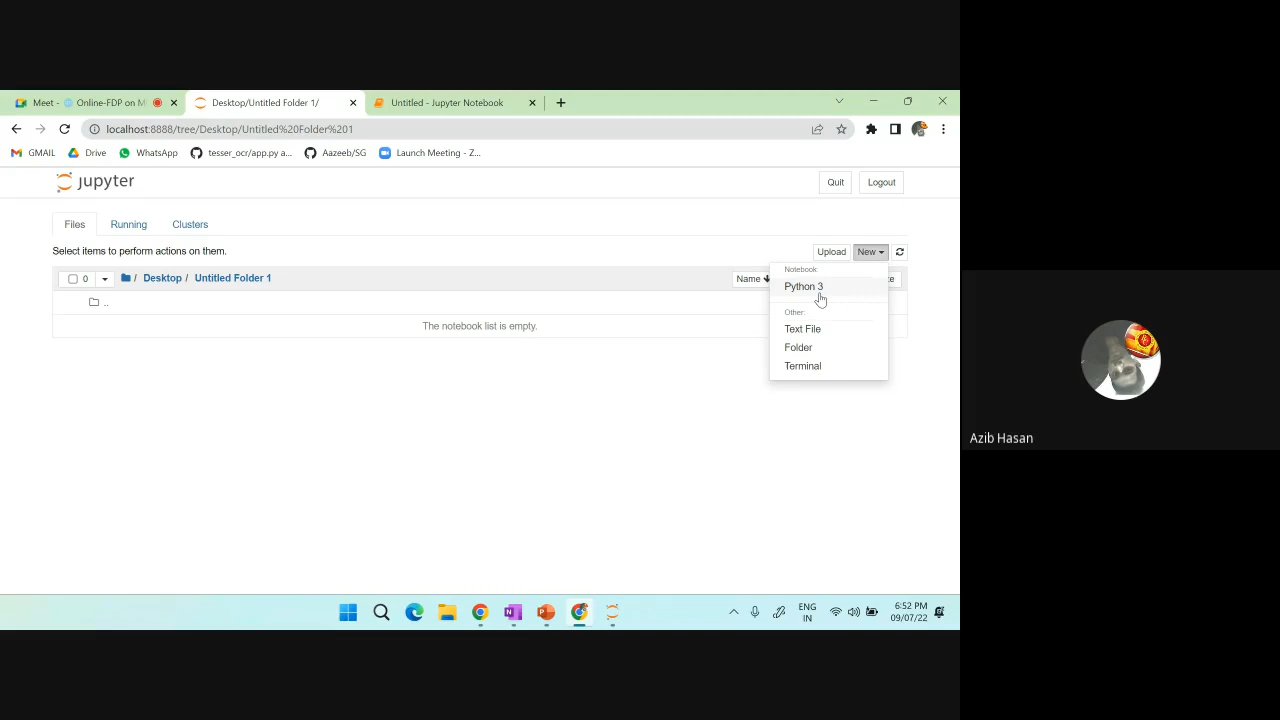 Meet - Online-FDP on M
Desktop/Untitled Folder 1/
Untitled - Jupyter Notebook
localhost:8888/tree/Desktop/Untitled%20Folder%201
GMAIL
Drive
WhatsApp
tesser_ocr/app.py a...
Aazeeb/SG
Launch Meeting - Z...
jupyter
Quit
Logout
Files
Running
Clusters
Select items to perform actions on them.
Upload
New
0
/ Desktop / Untitled Folder 1
Name
..
The notebook list is empty.
Notebook:
Python 3
Other:
Text File
Folder
Terminal
Azib Hasan
ENG
IN
6:52 PM
09/07/22